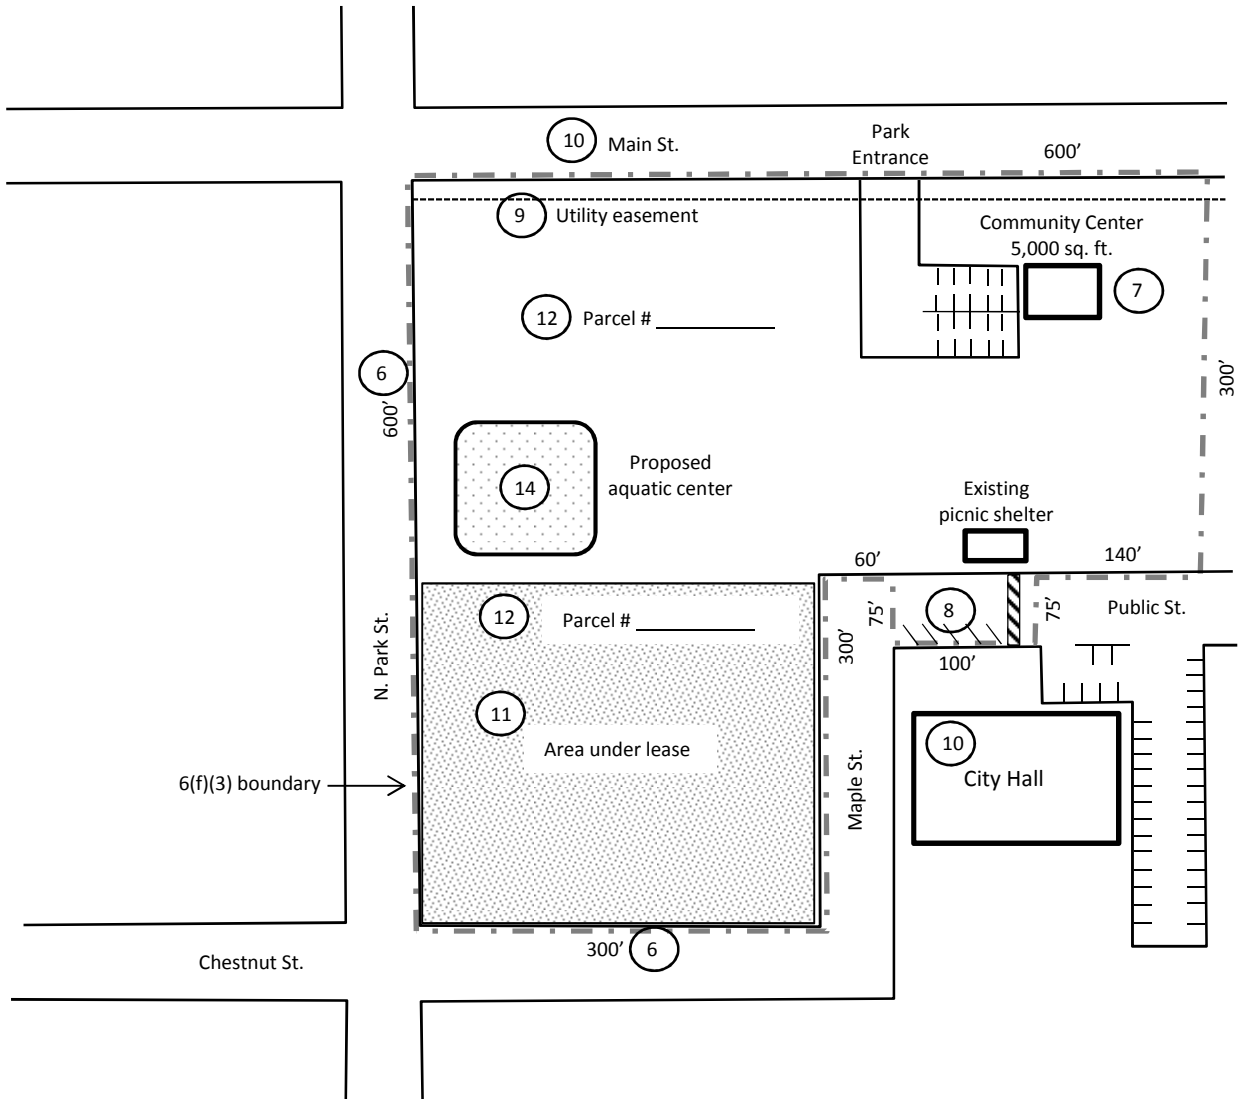 10 Main St.
Park
Entrance
600’
9 Utility easement
Community Center
5,000 sq. ft.
7
12 Parcel # ___________
6
600’
300’
14
Proposed
aquatic center
Existing
picnic shelter
60’
140’
12 Parcel # ___________
75’
8
75’
Public St.
300’
100’
N. Park St.
11
Area under lease
10
City Hall
Maple St.
6(f)(3) boundary
300’ 6
Chestnut St.